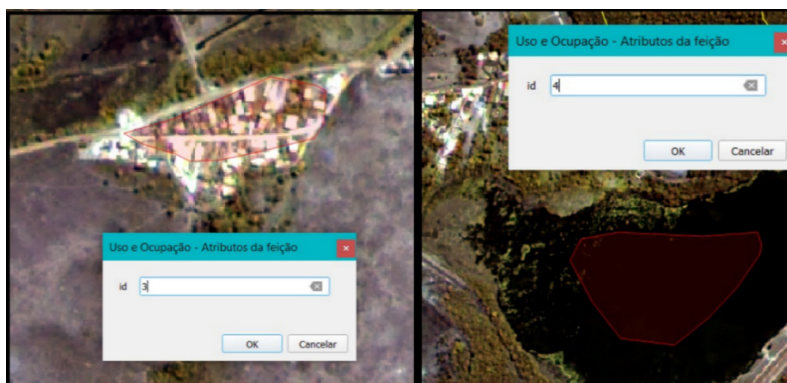 Uso e Ocupação - Atributos da feição
id 3
OK Cancelar
Uso e Ocupação - Atributos da feição
id 4
OK Cancelar